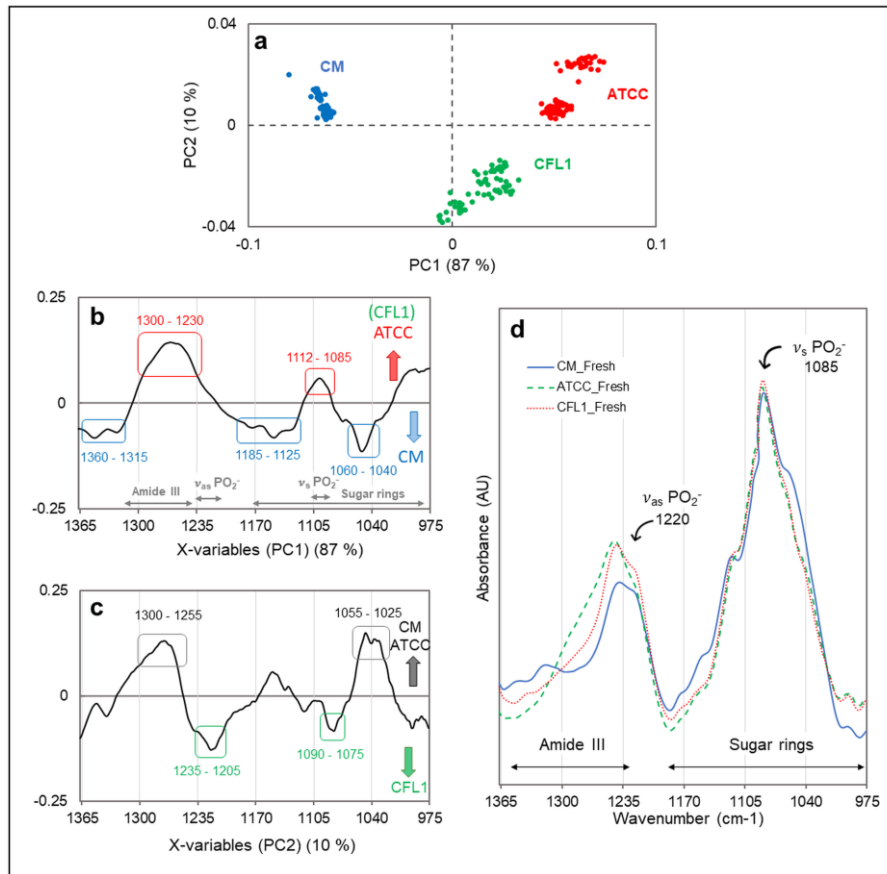 a
0.04
0
-0.04
PC2 (10 %)
CM
ATCC
CFL1
-0.1
0
0.1
PC1 (87 %)
b
0.25
0
-0.25
1300 - 1230
(CFL1)
ATCC
1112 - 1085
1360 - 1315
1185 - 1125
1060 - 1040
CM
Amide III
νas PO2-
νs PO2-
Sugar rings
1365
1300
1235
1170
1105
1040
975
X-variables (PC1) (87 %)
c
0.25
0
-0.25
1300 - 1255
1055 - 1025
CM
ATCC
1235 - 1205
1090 - 1075
CFL1
1365
1300
1235
1170
1105
1040
975
X-variables (PC2) (10 %)
d
CM_Fresh
ATCC_Fresh
CFL1_Fresh
νs PO2-
1085
νas PO2-
1220
Absorbance (AU)
Amide III
Sugar rings
1365
1300
1235
1170
1105
1040
975
Wavenumber (cm-1)